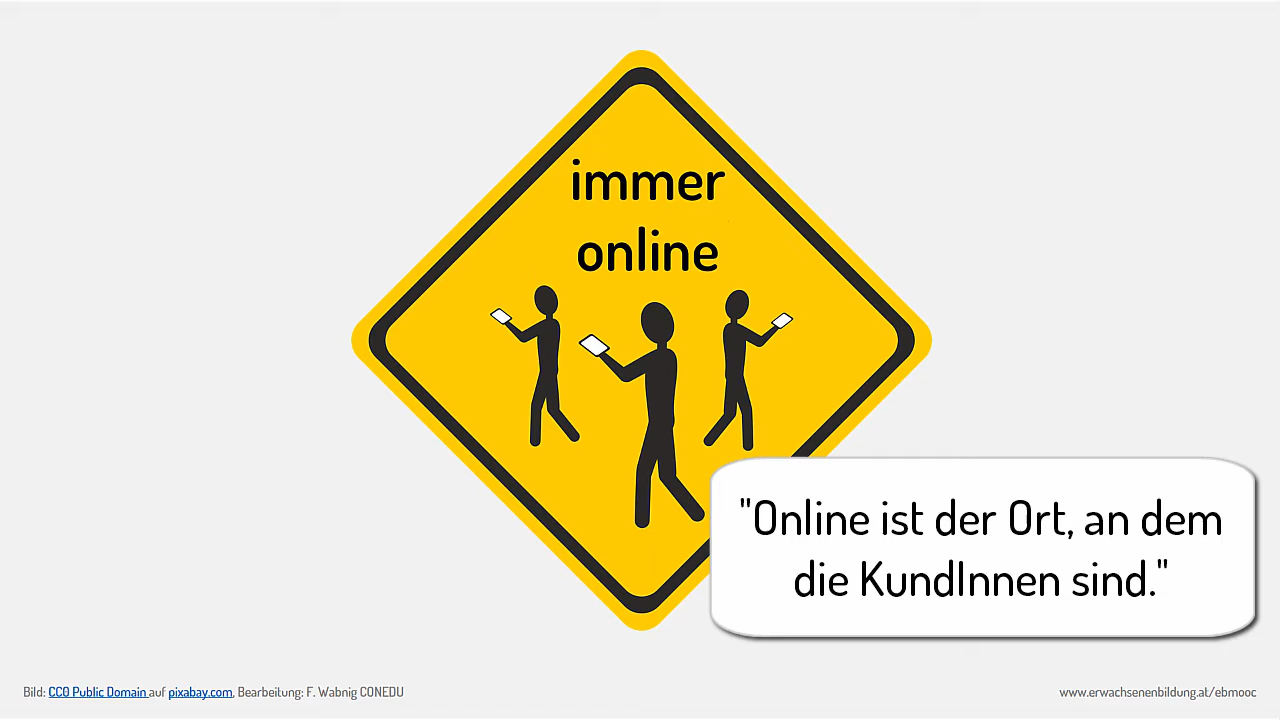 immer
online
"Online ist der Ort, an dem
die KundInnen sind."
Bild: CC0 Public Domain auf pixabay.com, Bearbeitung: F. Wabnig CONEDU
www.erwachsenenbildung.at/ebmooc